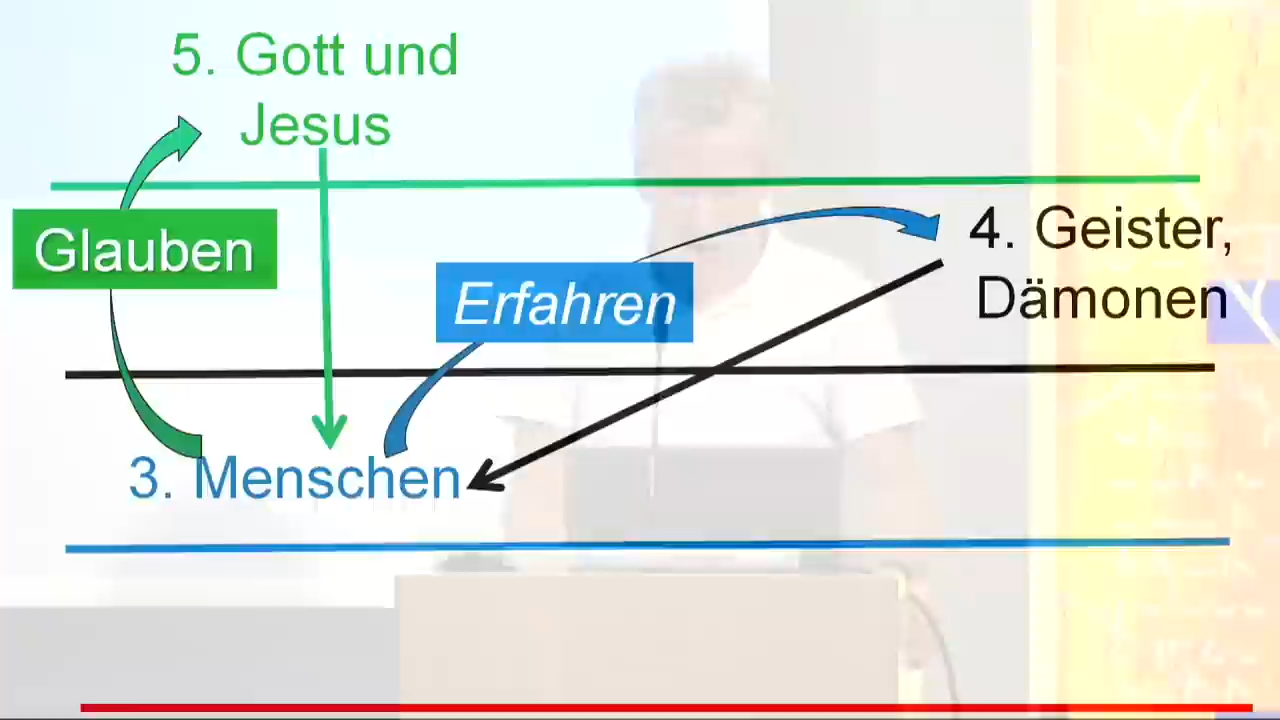 5. Gott und
Jesus
4. Geister,
Dämonen
Glauben
Erfahren
3. Menschen